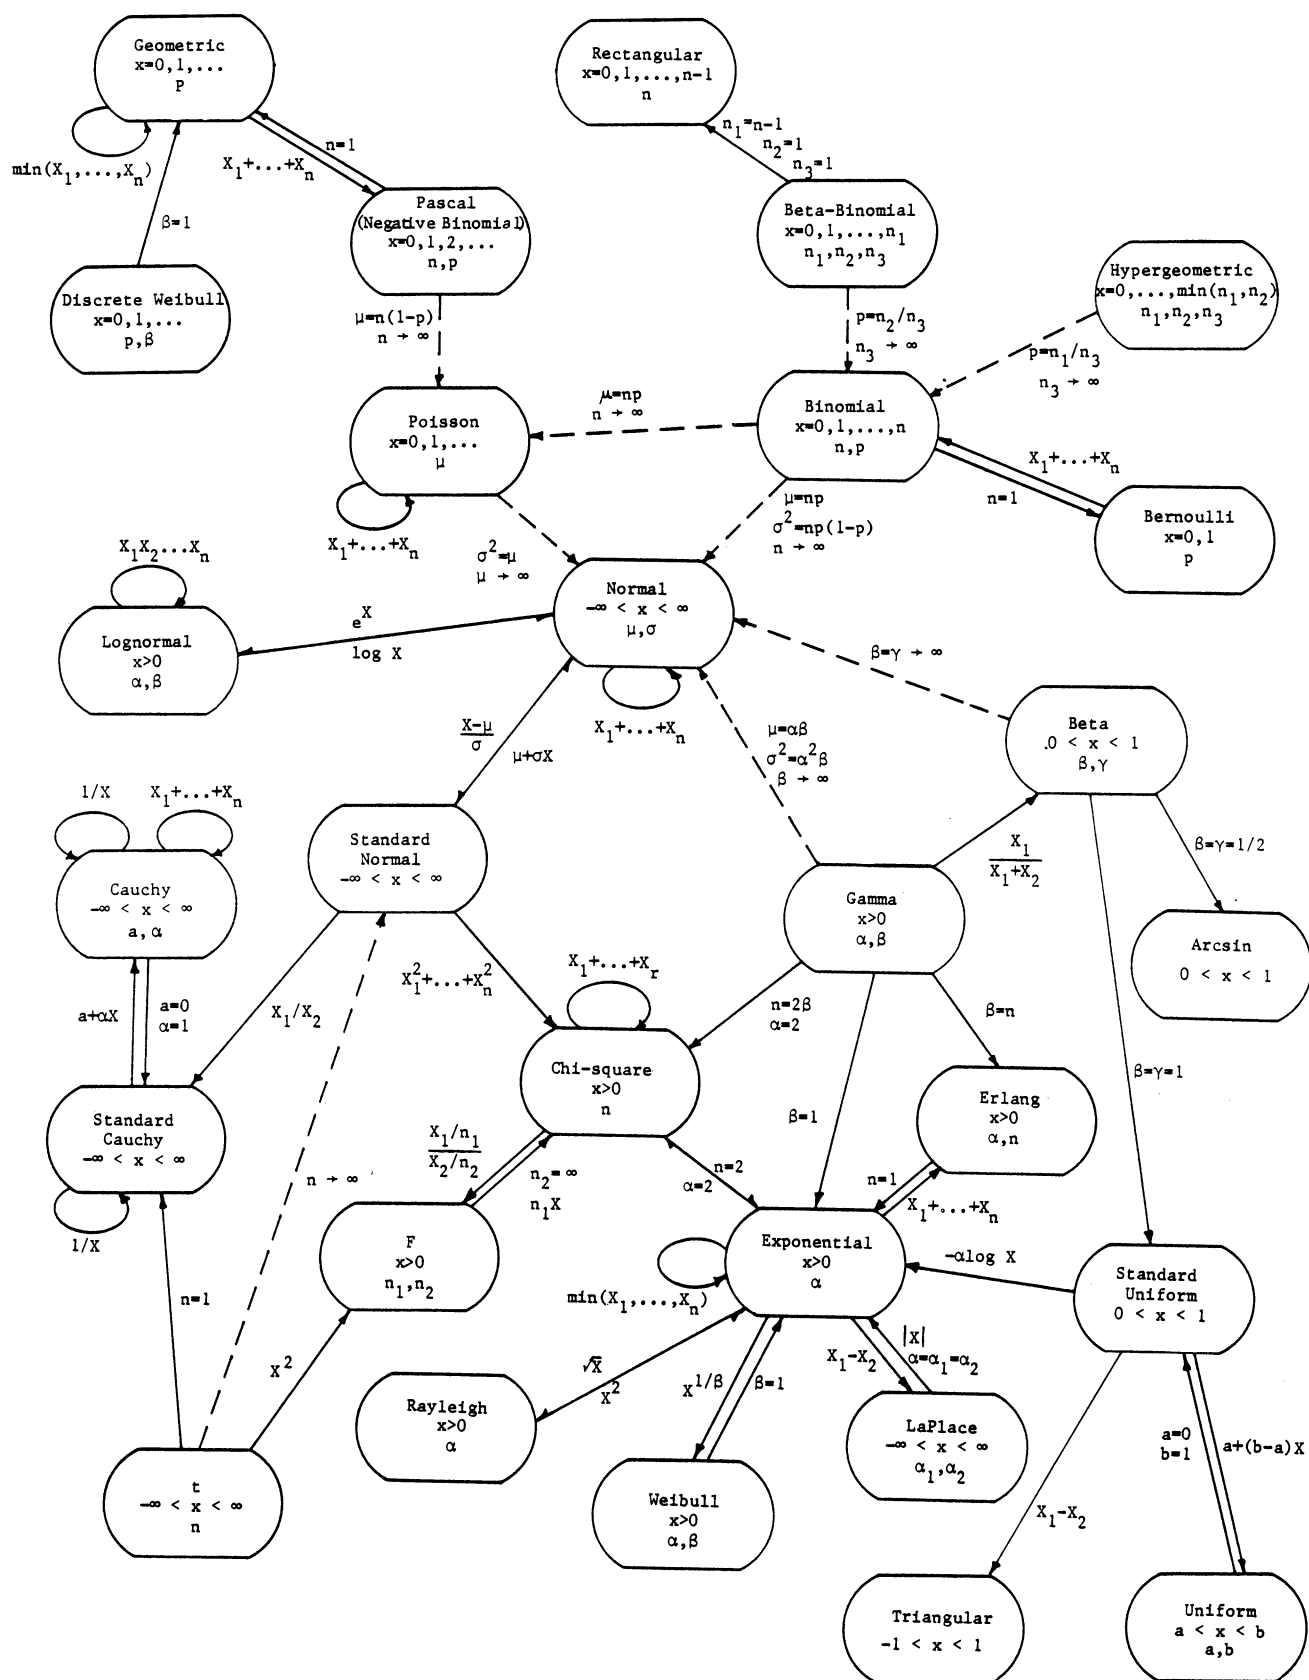 Geometric
x=0,1,...
P
min(X₁,...,Xₙ)
n=1
X₁+...+Xₙ
β=1
Discrete Weibull
x=0,1,...
p,β
Pascal
(Negative Binomial)
x=0,1,2,...
n,p
μ=n(1-p)
n → ∞
Rectangular
x=0,1,...,n-1
n
n₁=n-1
n₂=1
n₃=1
Beta-Binomial
x=0,1,...,n₁
n₁,n₂,n₃
p=n₂/n₃
n₃ → ∞
Hypergeometric
x=0,...,min(n₁,n₂)
n₁,n₂,n₃
p=n₁/n₃
n₃ → ∞
Poisson
x=0,1,...
μ
X₁+...+Xₙ
μ=np
n → ∞
Binomial
x=0,1,...,n
n,p
X₁+...+Xₙ
n=1
Bernoulli
x=0,1
p
σ²=μ
μ → ∞
μ=np
σ²=np(1-p)
n → ∞
X₁X₂...Xₙ
Lognormal
x>0
α,β
eˣ
log X
Normal
-∞ < x < ∞
μ,σ
X₁+...+Xₙ
β=γ → ∞
X-μ
σ
μ+σX
μ=αβ
σ²=α²β
β → ∞
Beta
0 < x < 1
β,γ
1/X
X₁+...+Xₙ
Cauchy
-∞ < x < ∞
a,α
Standard
Normal
-∞ < x < ∞
Gamma
x>0
α,β
X₁
X₁+X₂
β=γ=1/2
Arcsin
0 < x < 1
a+αX
a=0
α=1
X₁/X₂
X₁²+...+Xₙ²
X₁+...+Xᵣ
n=2β
α=2
β=n
β=γ=1
Chi-square
x>0
n
β=1
Erlang
x>0
α,n
Standard
Cauchy
-∞ < x < ∞
1/X
n → ∞
X₁/n₁
X₂/n₂
n₂=∞
n₁X
n=2
α=2
n=1
X₁+...+Xₙ
F
x>0
n₁,n₂
Exponential
x>0
α
min(X₁,...,Xₙ)
-αlog X
Standard
Uniform
0 < x < 1
n=1
X²
√X
X²
X^1/β
β=1
X₁-X₂
|X|
α=α₁=α₂
Rayleigh
x>0
α
LaPlace
-∞ < x < ∞
α₁,α₂
a=0
b=1
a+(b-a)X
t
-∞ < x < ∞
n
Weibull
x>0
α,β
X₁-X₂
Triangular
-1 < x < 1
Uniform
a < x < b
a,b